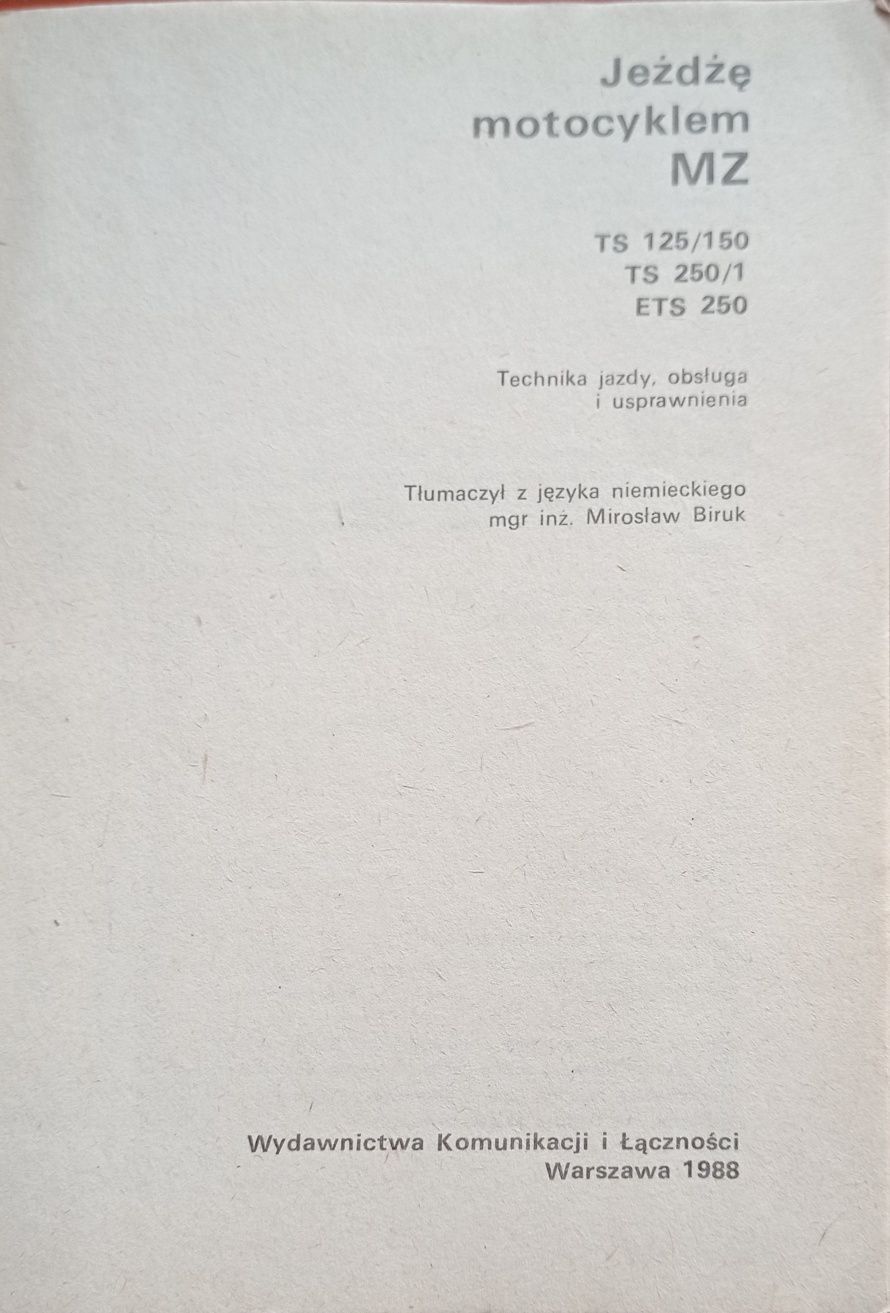 Jeżdżę
motocyklem
MZ
TS 125/150
TS 250/1
ETS 250
Technika jazdy, obsługa
i usprawnienia
Tłumaczył z języka niemieckiego
mgr inż. Mirosław Biruk
Wydawnictwa Komunikacji i Łączności
Warszawa 1988